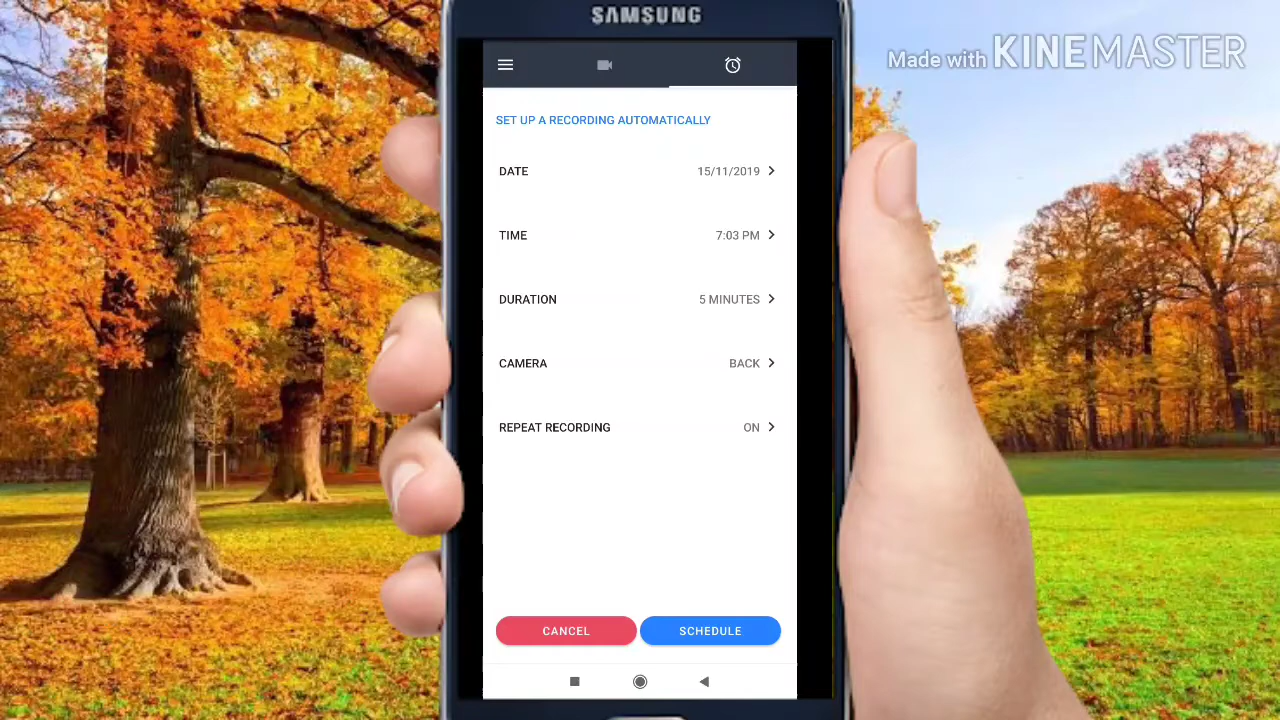 SAMSUNG
Made with KINEMASTER
SET UP A RECORDING AUTOMATICALLY
DATE 15/11/2019
TIME 7:03 PM
DURATION 5 MINUTES
CAMERA BACK
REPEAT RECORDING ON
CANCEL SCHEDULE